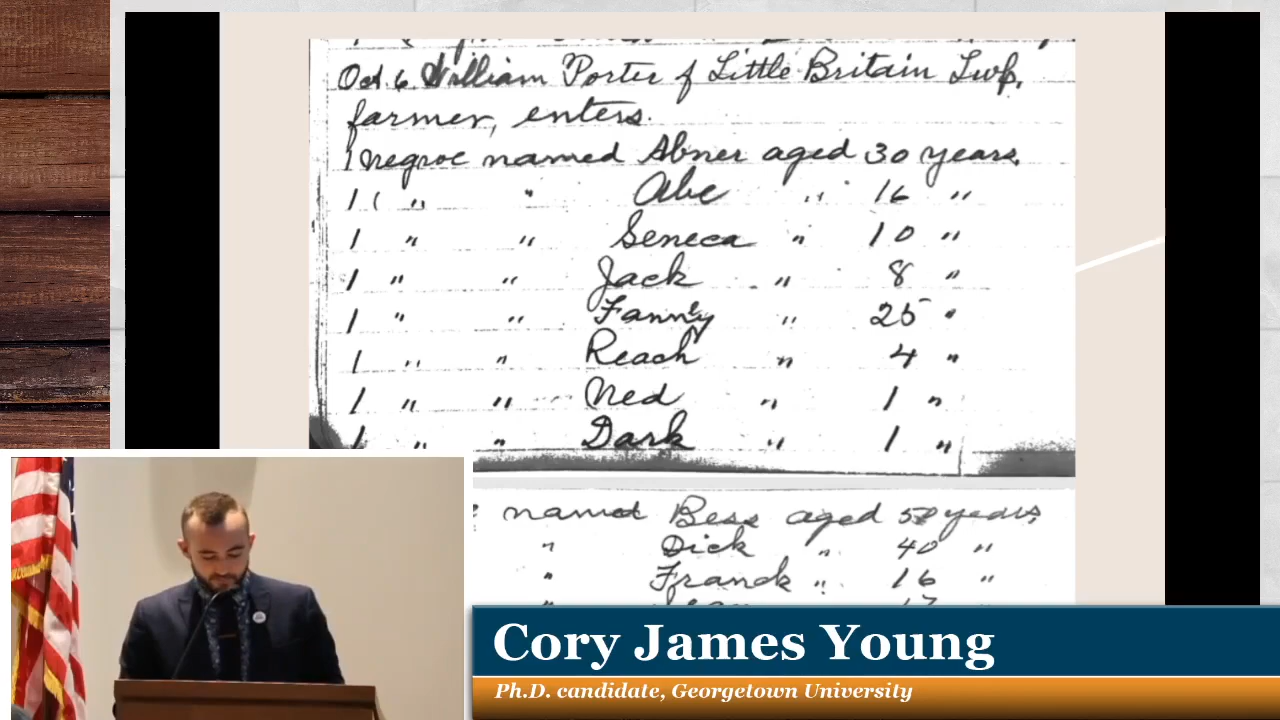 Oct. 6. William Porter of Little Britain Twp.
farmer, enters.
1 negroe named Abner aged 30 years.
1 " " Abe " 16 "
1 " " Seneca " 10 "
1 " " Jack " 8 "
1 " " Fanny " 25 "
1 " " Reach " 4 "
1 " " Ned " 1 "
1 " " Dark " 1 "
named Bess aged years,
" Dick " 40 "
" Franck " 16 "
Cory James Young
Ph.D. candidate, Georgetown University